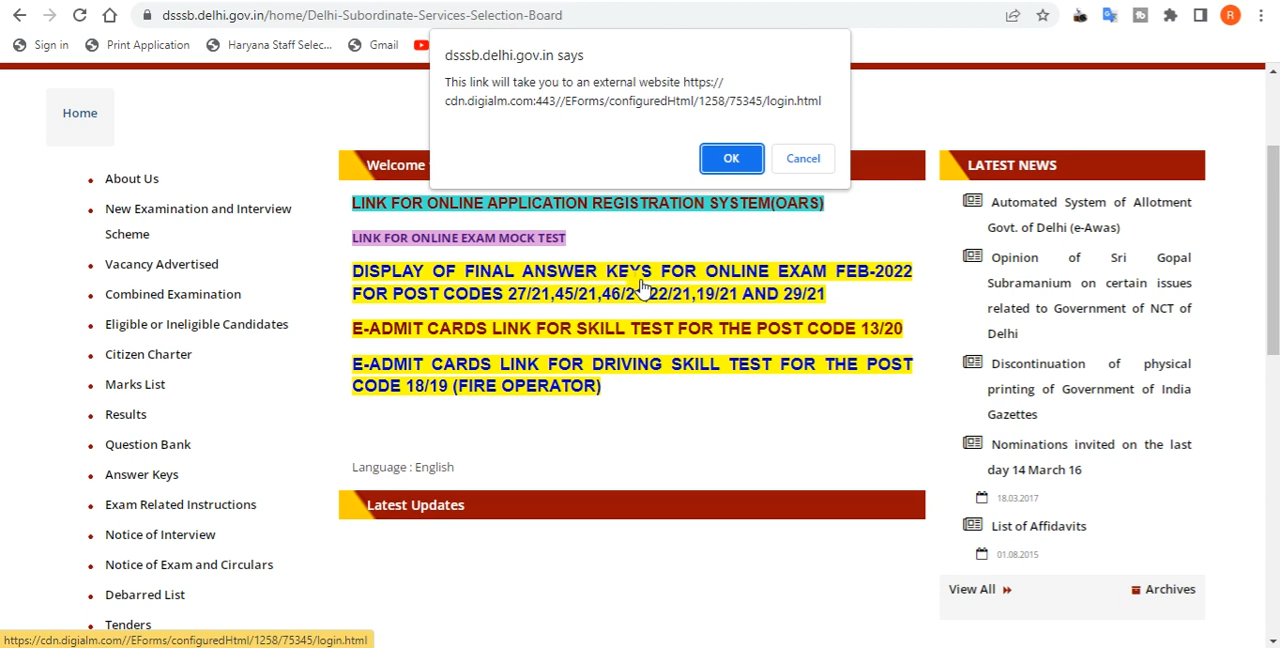 dsssb.delhi.gov.in/home/Delhi-Subordinate-Services-Selection-Board
R
Sign in
Print Application
Haryana Staff Selec...
Gmail
dsssb.delhi.gov.in says
This link will take you to an external website https://
cdn.digialm.com:443//EForms/configuredHtml/1258/75345/login.html
OK
Cancel
Home
About Us
New Examination and Interview
Scheme
Vacancy Advertised
Combined Examination
Eligible or Ineligible Candidates
Citizen Charter
Marks List
Results
Question Bank
Answer Keys
Exam Related Instructions
Notice of Interview
Notice of Exam and Circulars
Debarred List
Tenders
Welcome
LINK FOR ONLINE APPLICATION REGISTRATION SYSTEM(OARS)
LINK FOR ONLINE EXAM MOCK TEST
DISPLAY OF FINAL ANSWER KEYS FOR ONLINE EXAM FEB-2022
FOR POST CODES 27/21,45/21,46/21,22/21,19/21 AND 29/21
E-ADMIT CARDS LINK FOR SKILL TEST FOR THE POST CODE 13/20
E-ADMIT CARDS LINK FOR DRIVING SKILL TEST FOR THE POST
CODE 18/19 (FIRE OPERATOR)
Language : English
Latest Updates
LATEST NEWS
Automated System of Allotment
Govt. of Delhi (e-Awas)
Opinion of Sri Gopal
Subramanium on certain issues
related to Government of NCT of
Delhi
Discontinuation of physical
printing of Government of India
Gazettes
Nominations invited on the last
day 14 March 16
18.03.2017
List of Affidavits
01.08.2015
View All
Archives
https://cdn.digialm.com//EForms/configuredHtml/1258/75345/login.html